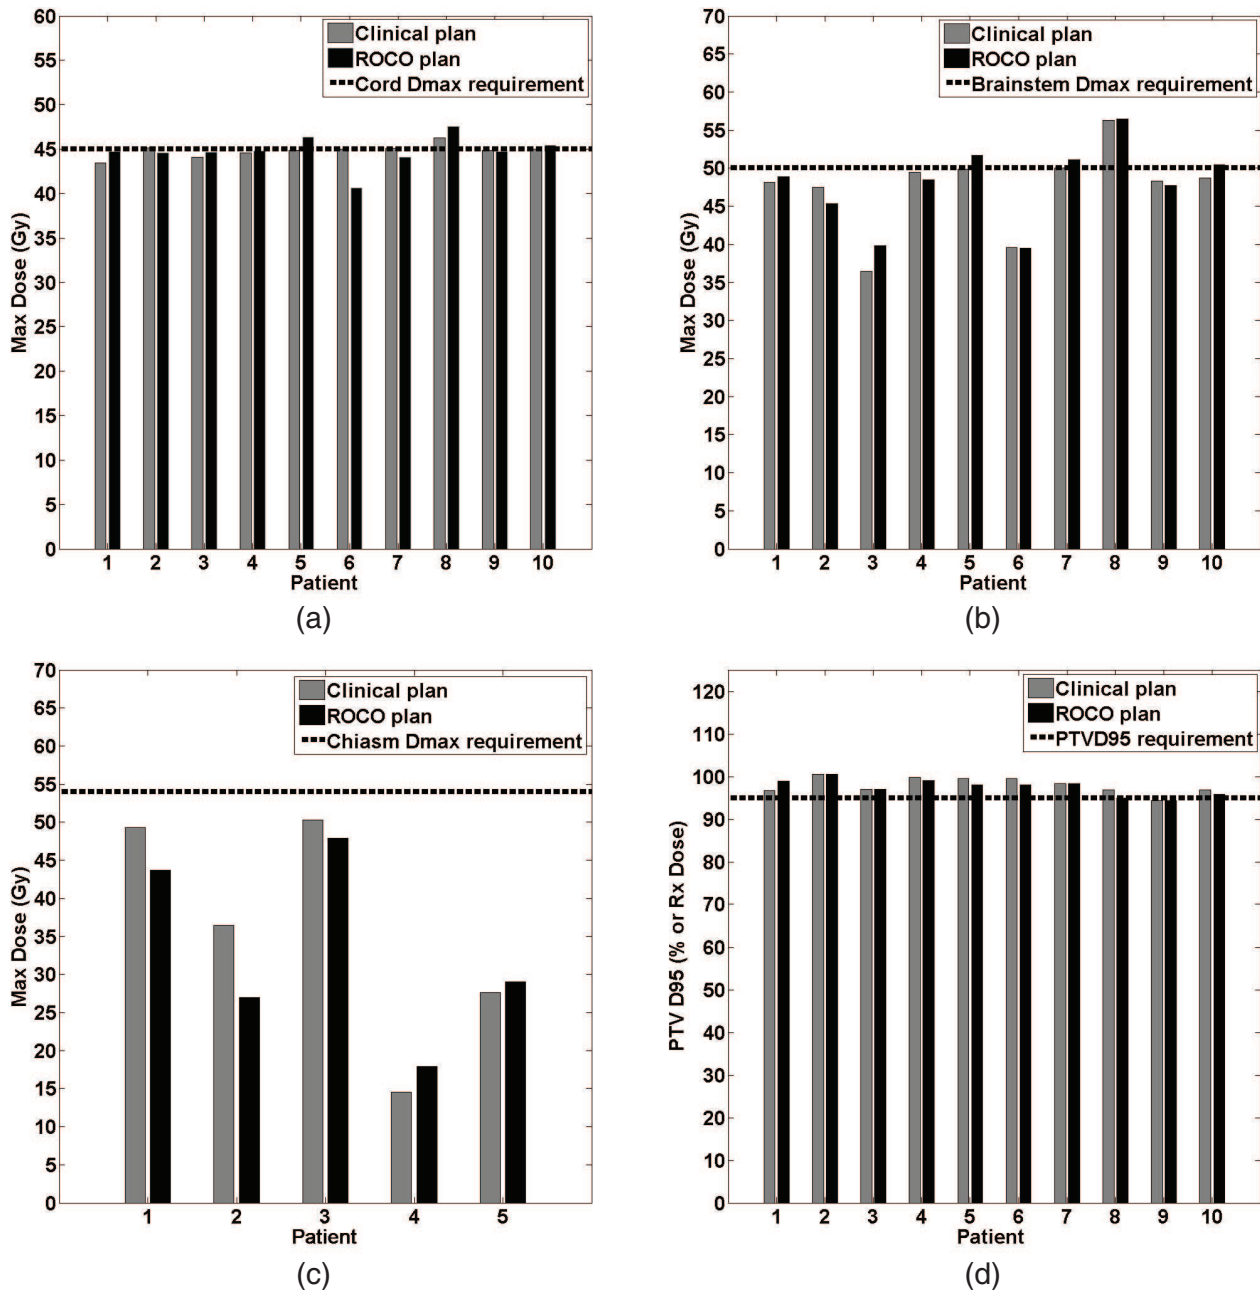 60
55
50
45
40
35
30
25
20
15
10
5
0
Max Dose (Gy)
Clinical plan
ROCO plan
Cord Dmax requirement
1 2 3 4 5 6 7 8 9 10
Patient
(a)
70
65
60
55
50
45
40
35
30
25
20
15
10
5
0
Max Dose (Gy)
Clinical plan
ROCO plan
Brainstem Dmax requirement
1 2 3 4 5 6 7 8 9 10
Patient
(b)
70
65
60
55
50
45
40
35
30
25
20
15
10
5
0
Max Dose (Gy)
Clinical plan
ROCO plan
Chiasm Dmax requirement
1 2 3 4 5
Patient
(c)
120
110
100
90
80
70
60
50
40
30
20
10
0
PTV D95 (% or Rx Dose)
Clinical plan
ROCO plan
PTVD95 requirement
1 2 3 4 5 6 7 8 9 10
Patient
(d)